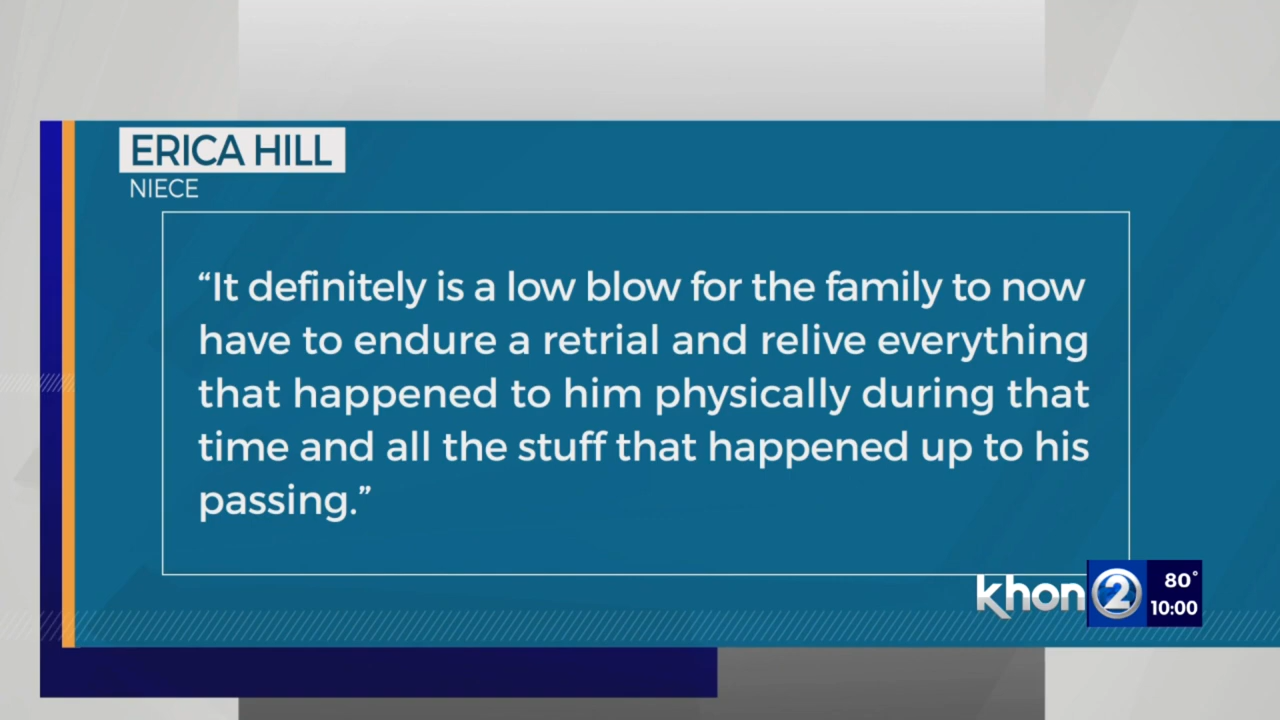 ERICA HILL
NIECE
“It definitely is a low blow for the family to now
have to endure a retrial and relive everything
that happened to him physically during that
time and all the stuff that happened up to his
passing.”
khon 2
80°
10:00